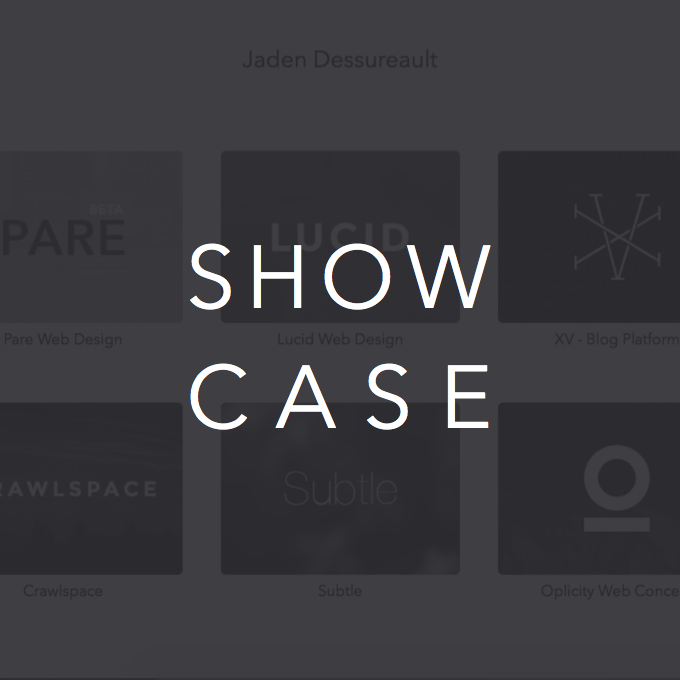 Jaden Dessureault
BETA
PARE
LUCID
SHOW
Pare Web Design
Lucid Web Design
XV - Blog Platform
CASE
RAWLSPACE
Subtle
Crawlspace
Subtle
Oplicity Web Conce